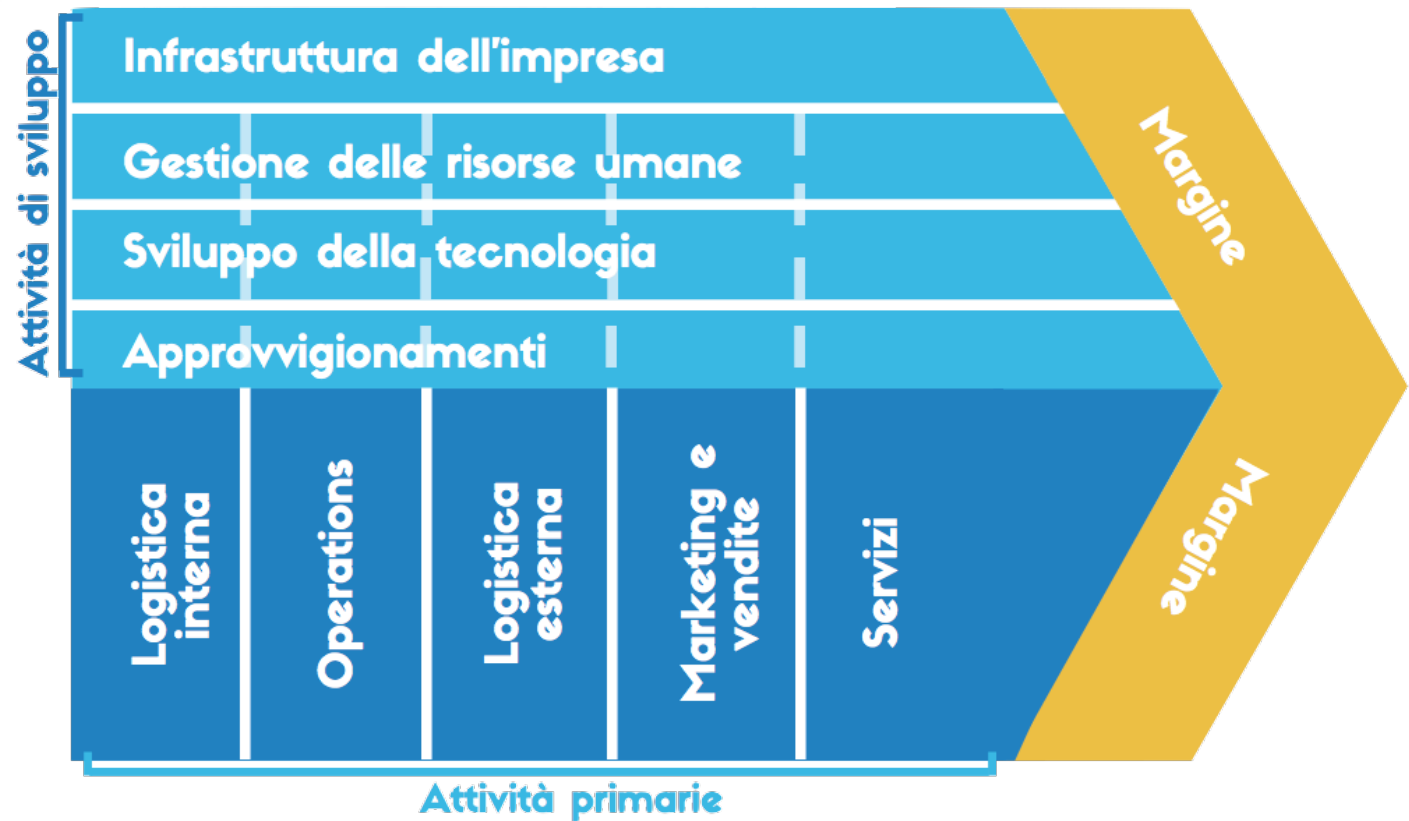 Attività di sviluppo
Infrastruttura dell'impresa
Gestione delle risorse umane
Sviluppo della tecnologia
Approvvigionamenti
Logistica
interna
Operations
Logistica
esterna
Marketing e
vendite
Servizi
Margine
Margine
Attività primarie